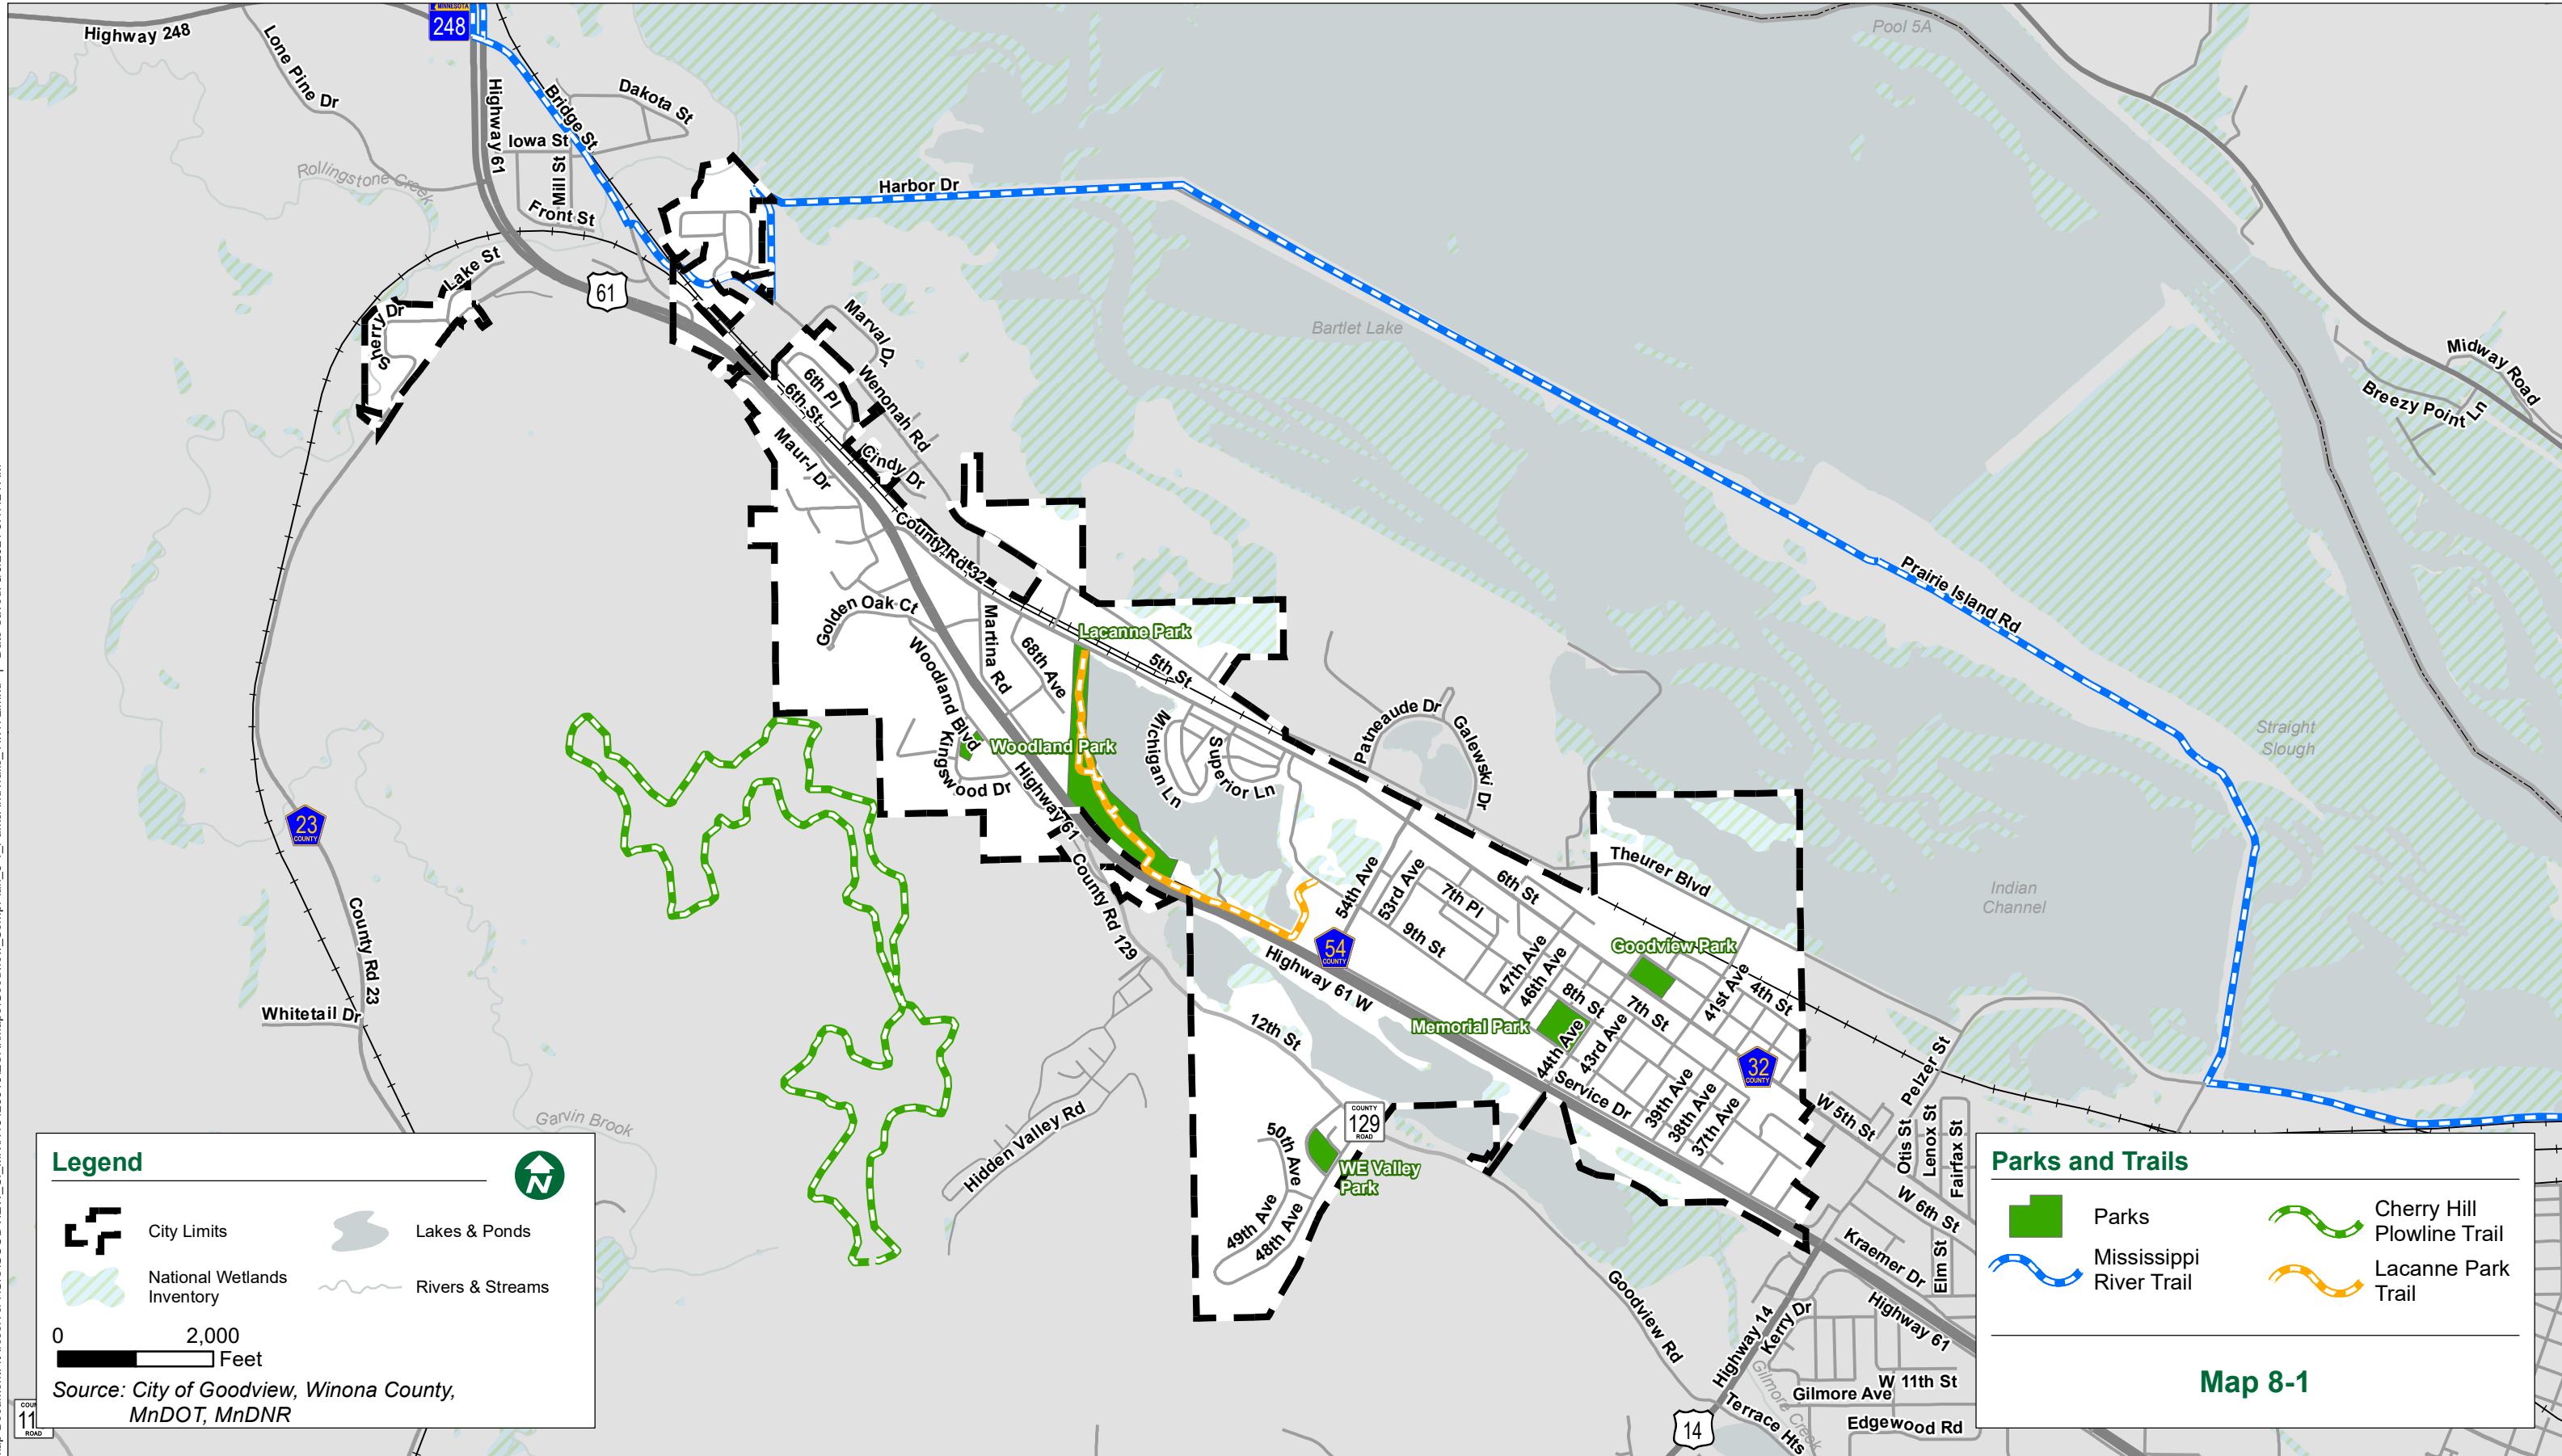 Highway 248
MINNESOTA
248
Lone Pine Dr
Highway 61
Bridge St
Dakota St
Iowa St
Mill St
Front St
Rollingstone Creek
Pool 5A
Harbor Dr
Lake St
61
Sherry Dr
Marval Dr
6th Pl
6th St
Wenonah Rd
Maur-I Dr
Cindy Dr
Bartlet Lake
Midway Road
Breezy Point Ln
County Rd 32
Prairie Island Rd
Golden Oak Ct
Martina Rd
68th Ave
Lacanne Park
5th St
Woodland Blvd
Woodland Park
Kingswood Dr
Michigan Ln
Superior Ln
Patneaude Dr
Galewski Dr
Straight
Slough
Highway 61
23
COUNTY
County Rd 129
Theurer Blvd
Indian
Channel
54th Ave
53rd Ave
7th Pl
6th St
9th St
54
COUNTY
Goodview Park
County Rd 23
Highway 61 W
47th Ave
46th Ave
8th St
7th St
41st Ave
4th St
Whitetail Dr
12th St
Memorial Park
44th Ave
43rd Ave
32
COUNTY
Service Dr
39th Ave
38th Ave
37th Ave
Pelzer St
W 5th St
Garvin Brook
Hidden Valley Rd
COUNTY
129
ROAD
50th Ave
WE Valley
Park
49th Ave
48th Ave
Otis St
Lenox St
Fairfax St
W 6th St
Kraemer Dr
Elm St
Goodview Rd
Highway 14
Kerry Dr
Highway 61
Gilmore Creek
W 11th St
Gilmore Ave
Edgewood Rd
Terrace Hts
14
Legend
N
City Limits
Lakes & Ponds
National Wetlands
Inventory
Rivers & Streams
0 2,000
Feet
Source: City of Goodview, Winona County,
MnDOT, MnDNR
ROAD
Parks and Trails
Parks
Cherry Hill
Plowline Trail
Mississippi
River Trail
Lacanne Park
Trail
Map 8-1